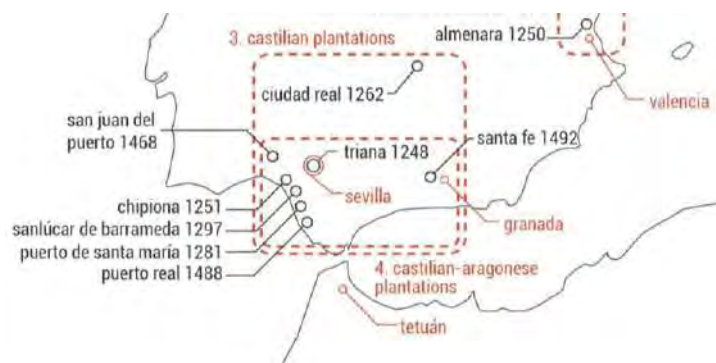 3. castilian plantations
almenara 1250
ciudad real 1262
valencia
san juan del
puerto 1468
triana 1248
santa fe 1492
sevilla
chipiona 1251
granada
sanlúcar de barrameda 1297
puerto de santa maría 1281
puerto real 1488
4. castilian-aragonese
plantations
tetuán